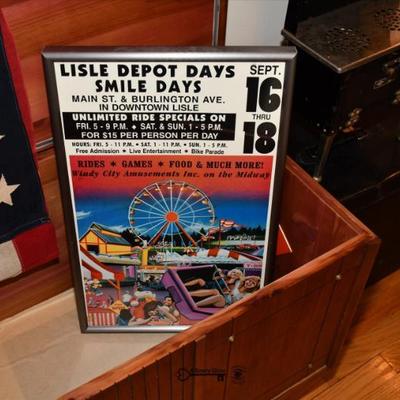 LISLE DEPOT DAYS
SMILE DAYS
MAIN ST. & BURLINGTON AVE.
IN DOWNTOWN LISLE
SEPT.
16
THRU
18
UNLIMITED RIDE SPECIALS ON
FRI. 5 - 9 P.M. ★ SAT. & SUN. 1 - 5 P.M.
FOR $15 PER PERSON PER DAY
HOURS: FRI. 5 - 11 P.M. • SAT. 1 - 11 P.M. • SUN. 1 - 5 P.M.
Free Admission • Live Entertainment • Bike Parade
RIDES * GAMES * FOOD & MUCH MORE!
Windy City Amusements Inc. on the Midway